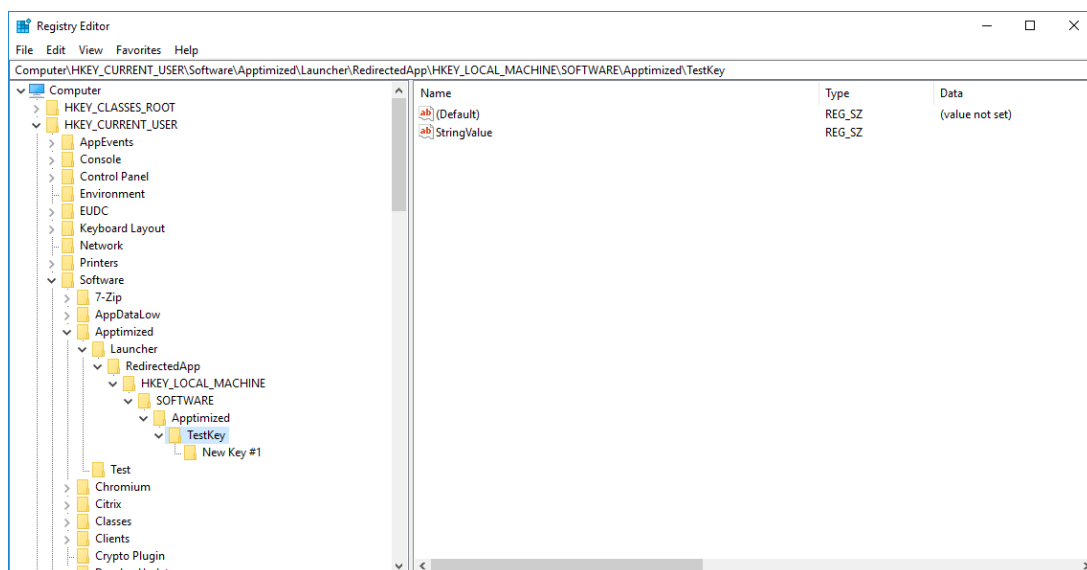 Registry Editor
File Edit View Favorites Help
Computer\HKEY_CURRENT_USER\Software\Apptimized\Launcher\RedirectedApp\HKEY_LOCAL_MACHINE\SOFTWARE\Apptimized\TestKey
Computer
HKEY_CLASSES_ROOT
HKEY_CURRENT_USER
AppEvents
Console
Control Panel
Environment
EUDC
Keyboard Layout
Network
Printers
Software
7-Zip
AppDataLow
Apptimized
Launcher
RedirectedApp
HKEY_LOCAL_MACHINE
SOFTWARE
Apptimized
TestKey
New Key #1
Test
Chromium
Citrix
Classes
Clients
Crypto Plugin
Name Type Data
ab (Default) REG_SZ (value not set)
ab StringValue REG_SZ